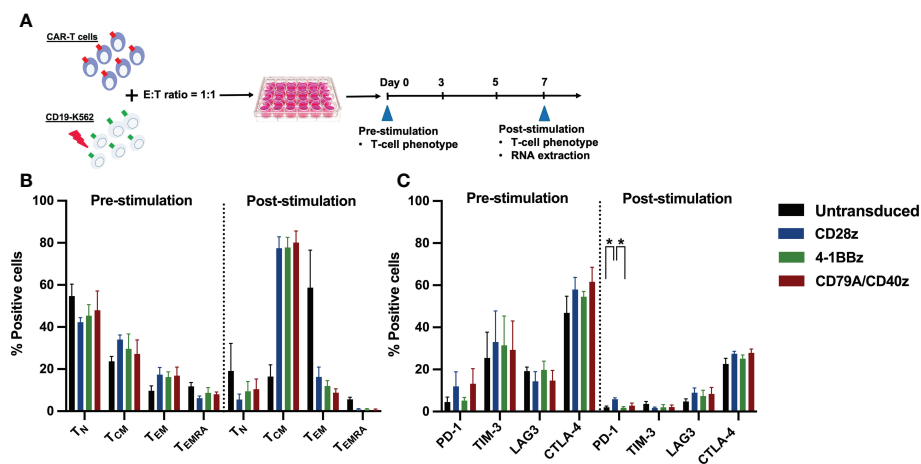 A
CAR-T cells
CD19-K562
+ E:T ratio = 1:1
Day 0 3 5 7
Pre-stimulation
• T-cell phenotype
Post-stimulation
• T-cell phenotype
• RNA extraction
B
Pre-stimulation Post-stimulation
% Positive cells
100
80
60
40
20
0
TN TCM TEM TEMRA TN TCM TEM TEMRA
C
Pre-stimulation Post-stimulation
% Positive cells
100
80
60
40
20
0
* *
PD-1 TIM-3 LAG3 CTLA-4 PD-1 TIM-3 LAG3 CTLA-4
Untransduced
CD28z
4-1BBz
CD79A/CD40z